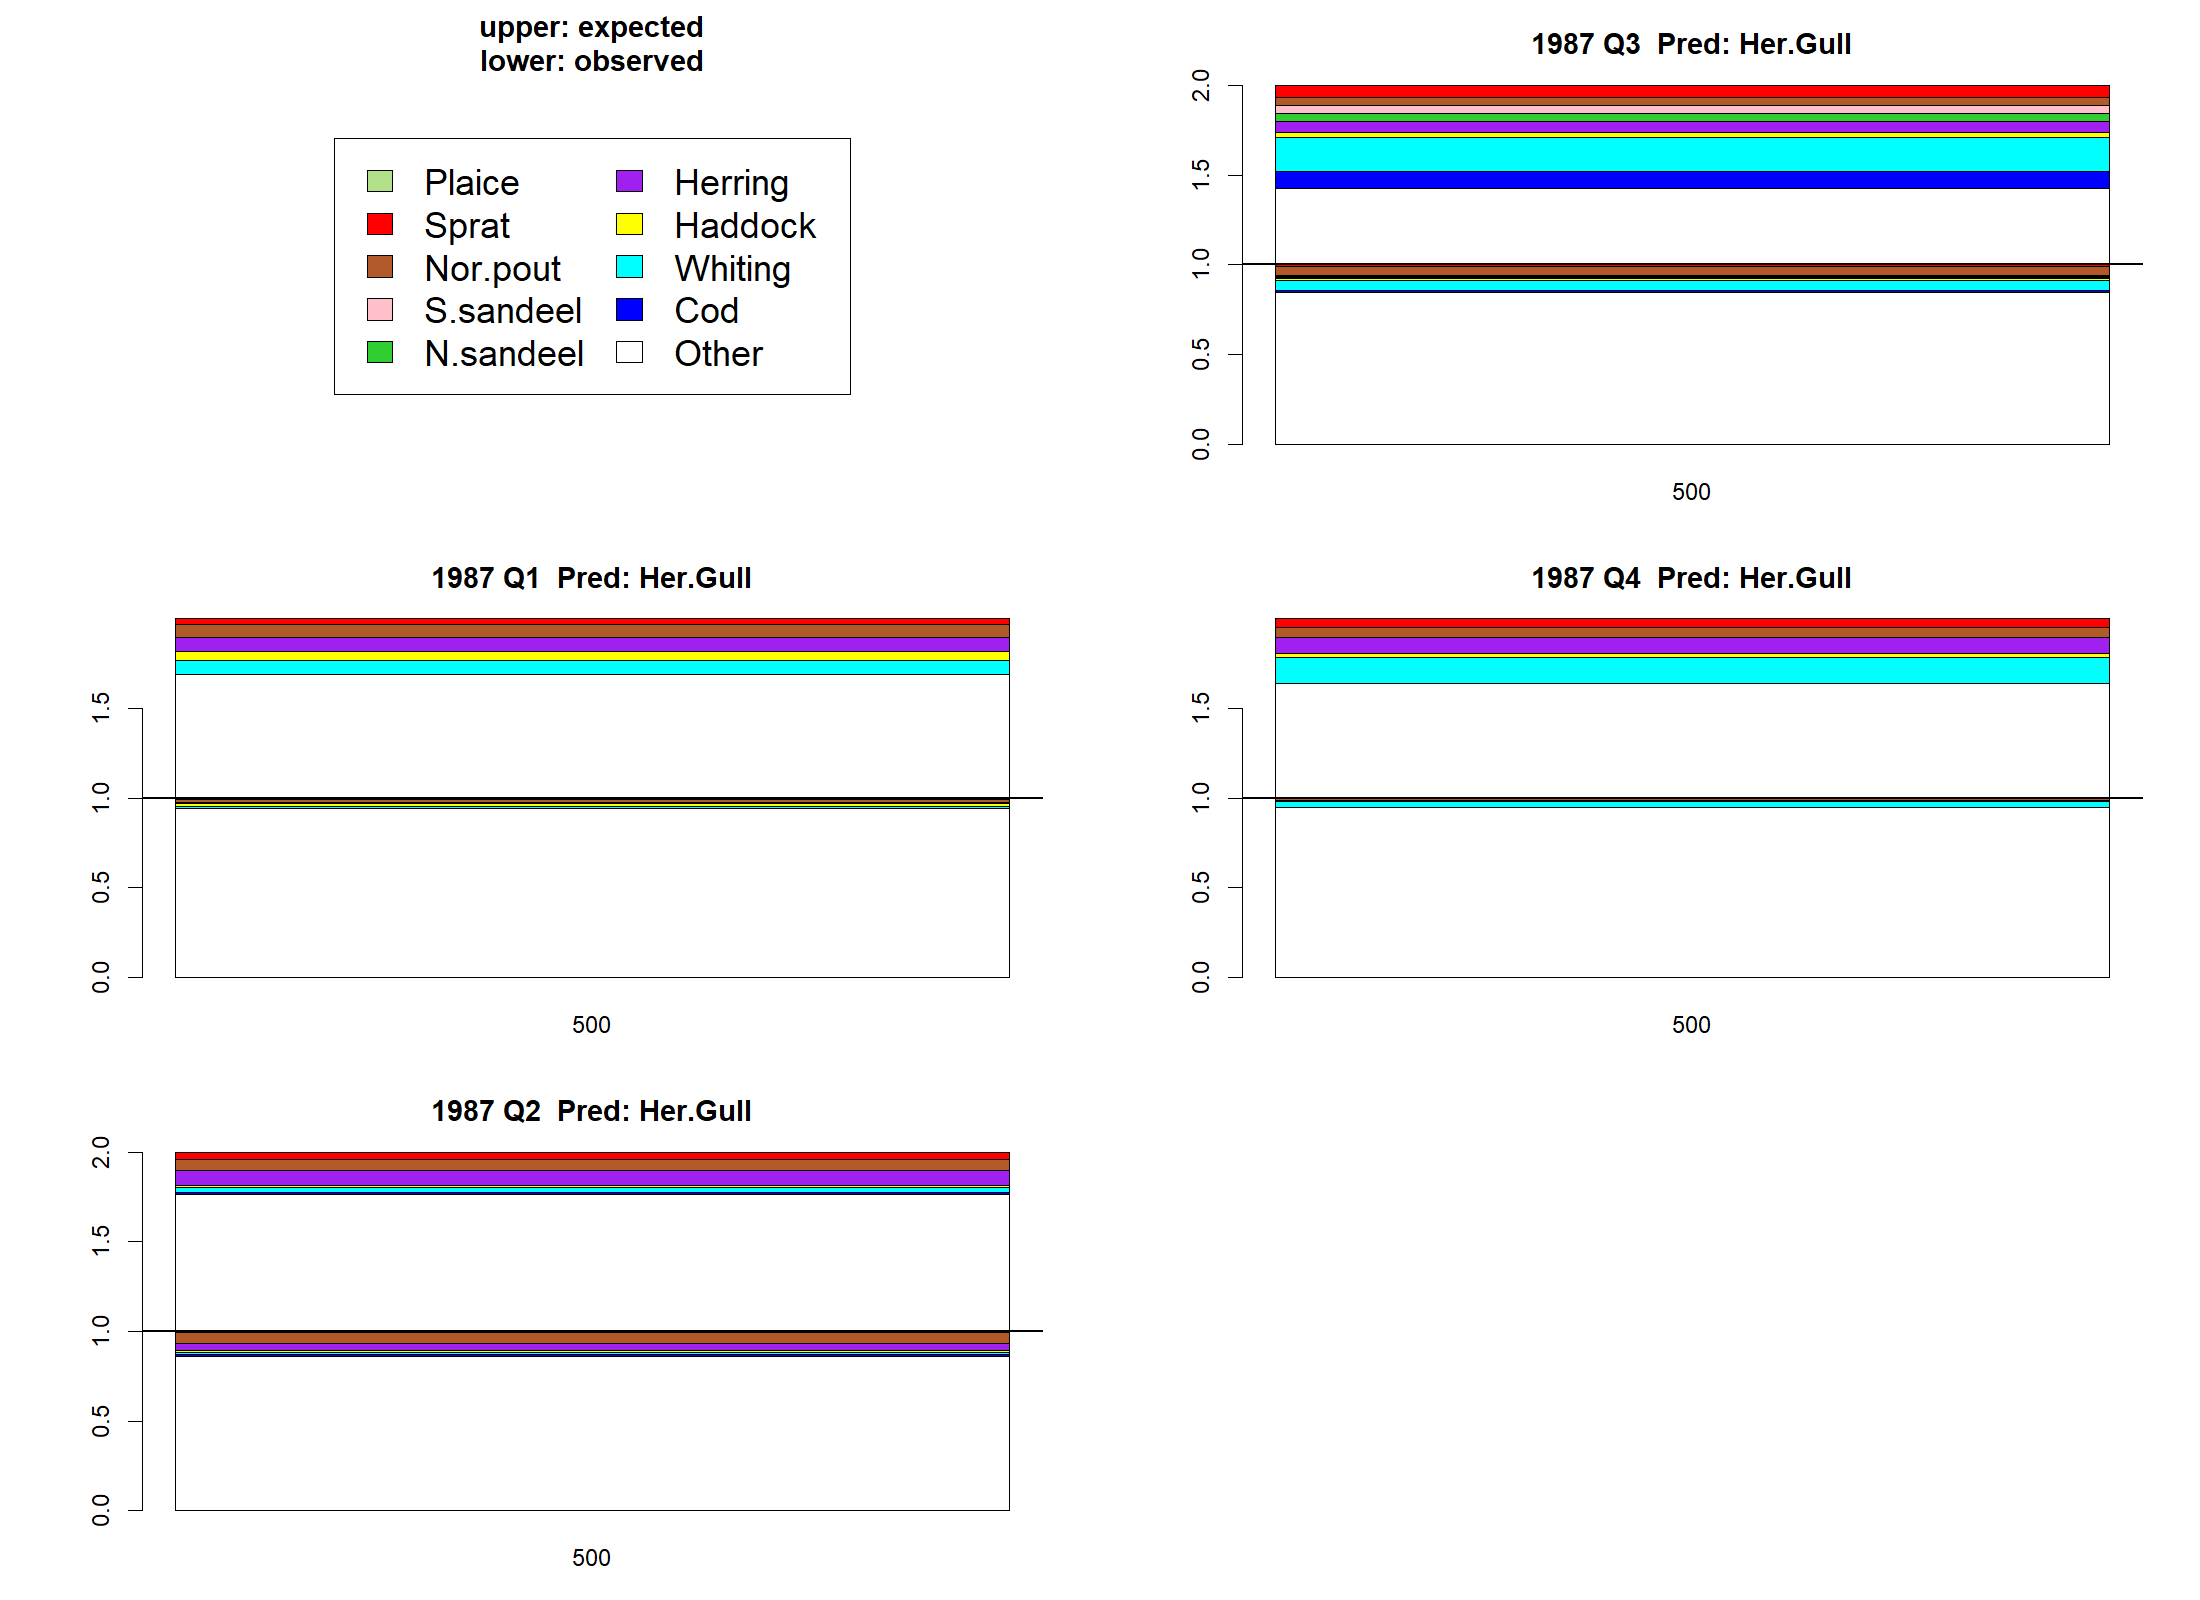 upper: expected
lower: observed
Plaice
Sprat
Nor.pout
S.sandeel
N.sandeel
Herring
Haddock
Whiting
Cod
Other
1987 Q3  Pred: Her.Gull
2.0
1.5
1.0
0.5
0.0
500
1987 Q1  Pred: Her.Gull
1.5
1.0
0.5
0.0
500
1987 Q4  Pred: Her.Gull
1.5
1.0
0.5
0.0
500
1987 Q2  Pred: Her.Gull
2.0
1.5
1.0
0.5
0.0
500